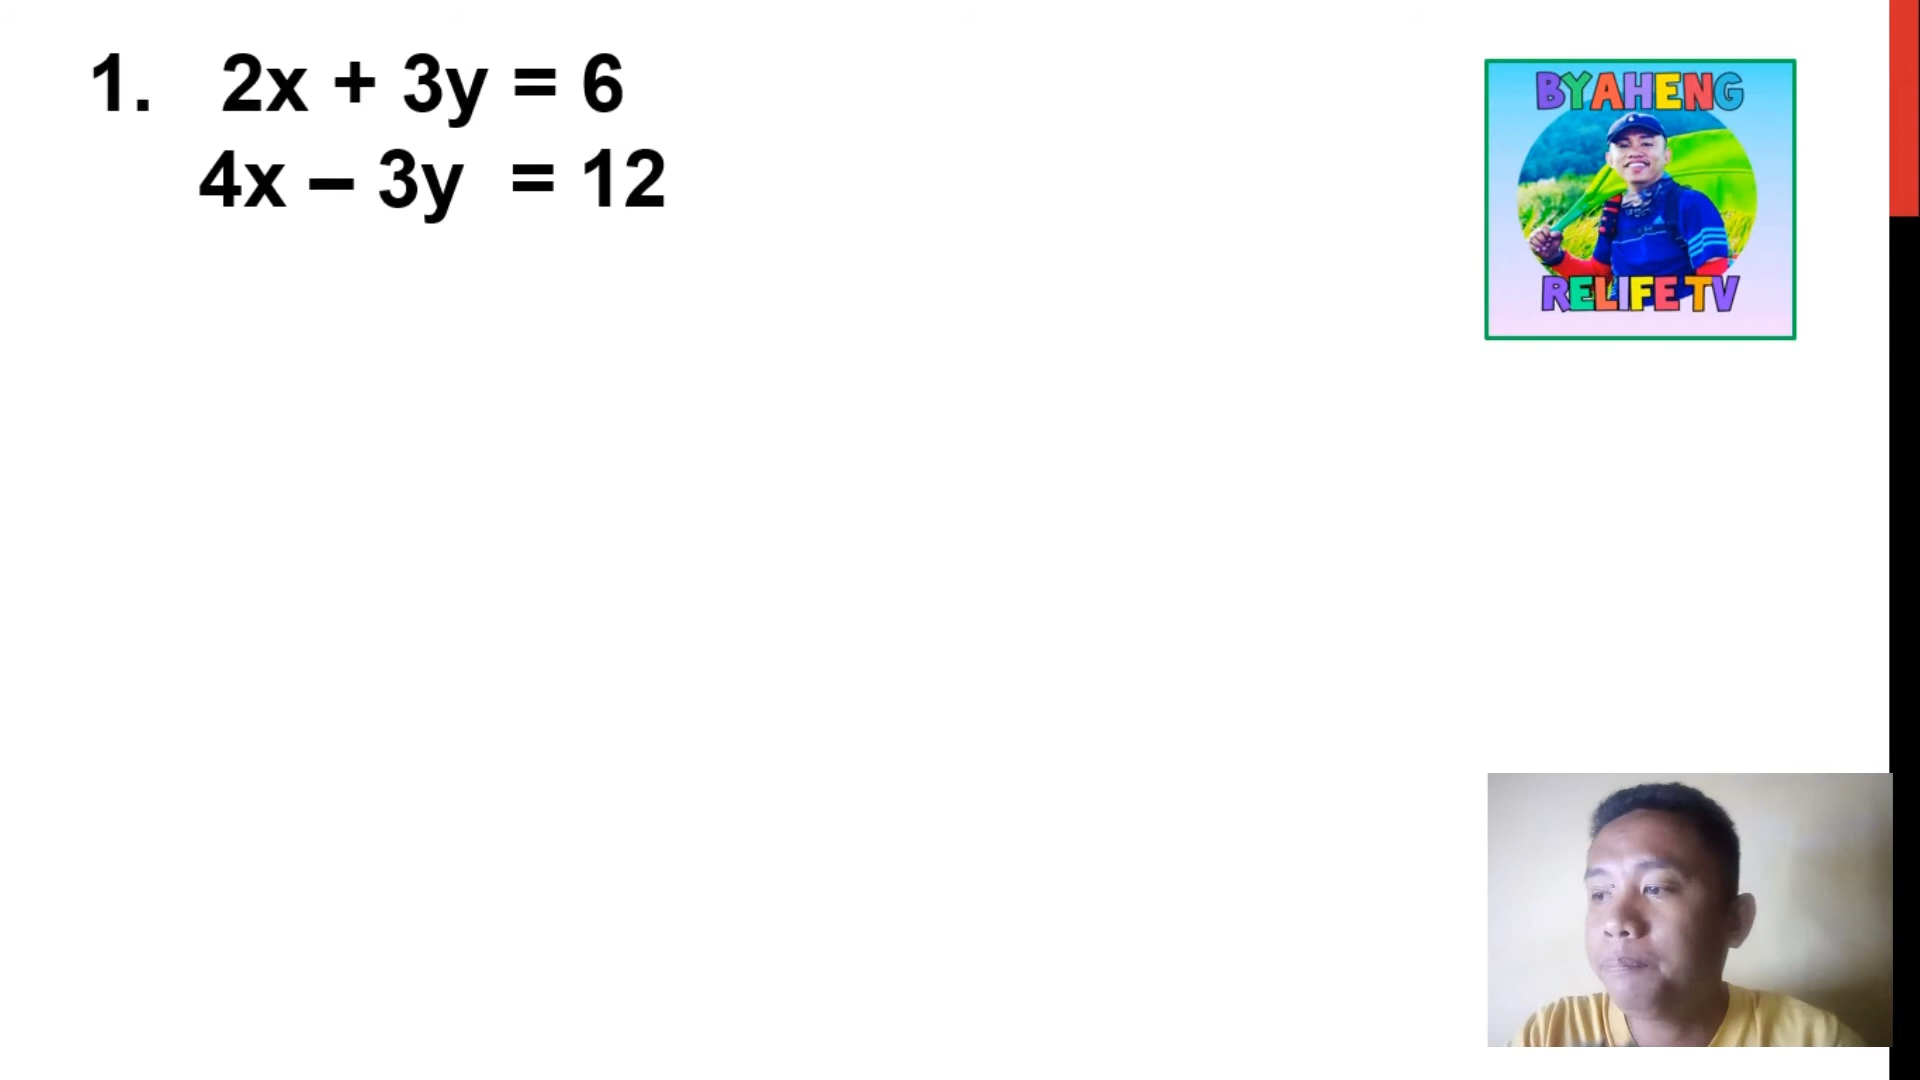 1. 2x + 3y = 6
4x – 3y = 12
BYAHENG
RELIFE TV